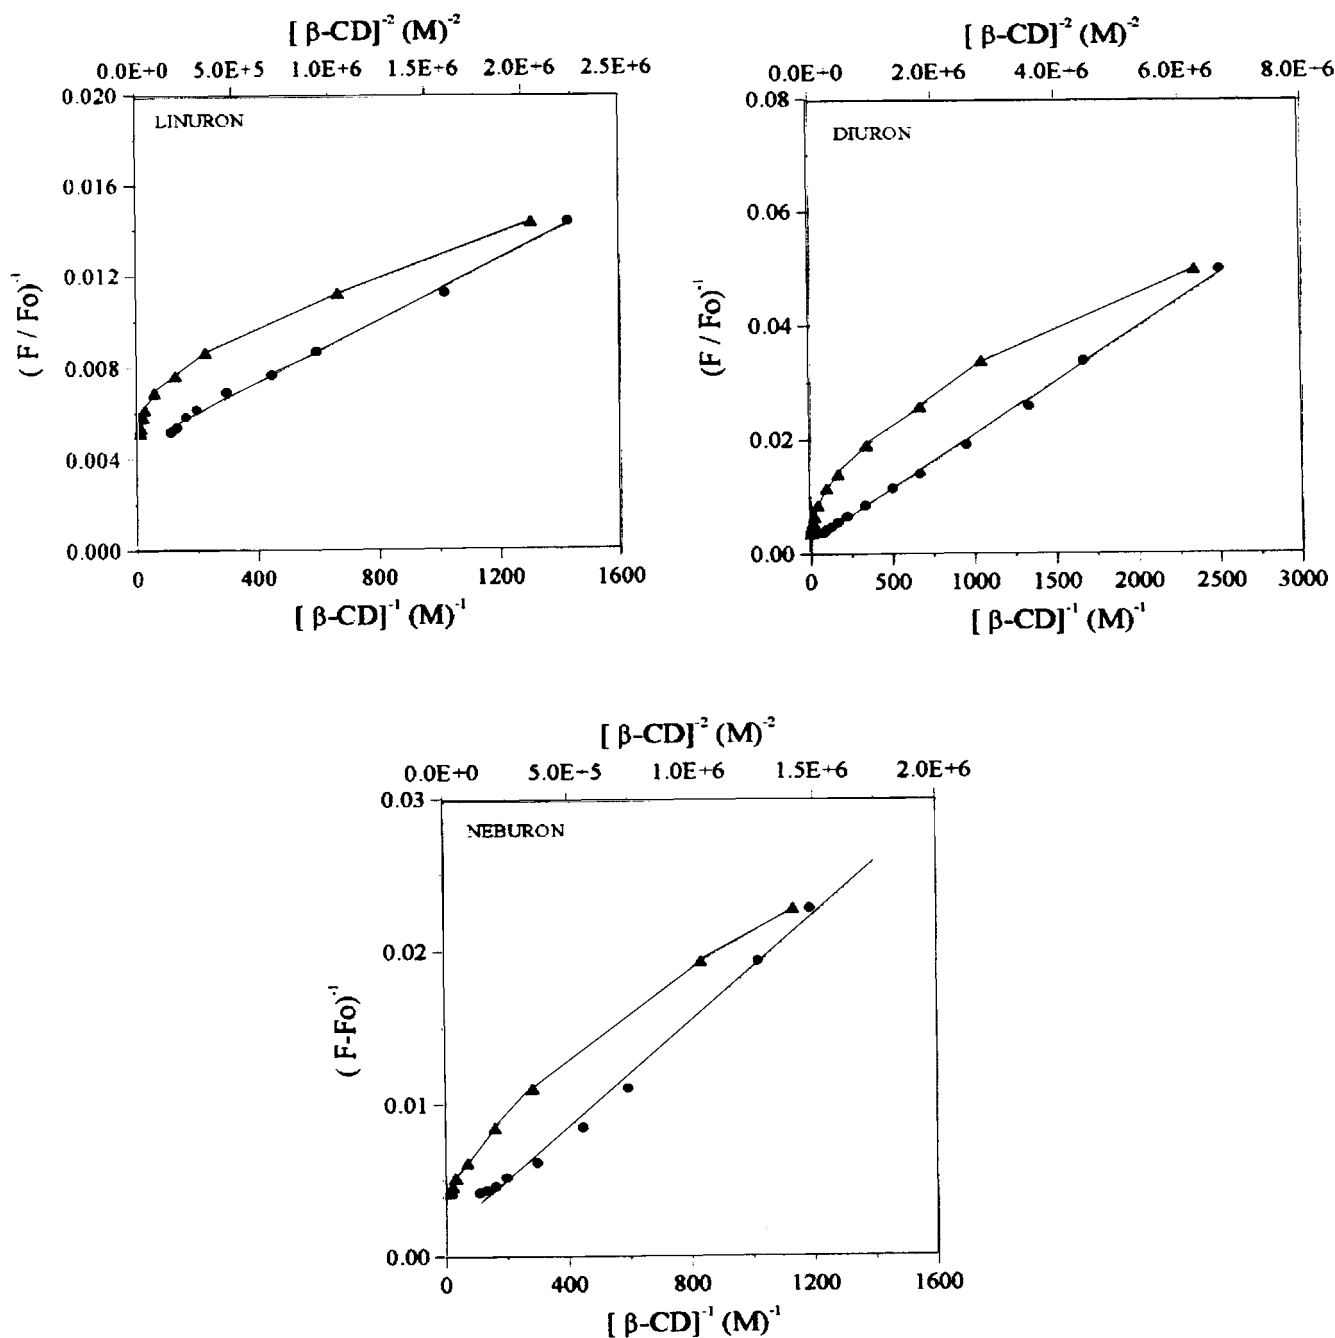 [ β-CD]⁻² (M)⁻²
0.0E+0 5.0E+5 1.0E+6 1.5E+6 2.0E+6 2.5E+6
0.020
LINURON
0.016
0.012
0.008
0.004
0.000
( F / Fo)⁻¹
0 400 800 1200 1600
[ β-CD]⁻¹ (M)⁻¹
[ β-CD]⁻² (M)⁻²
0.0E+0 2.0E+6 4.0E+6 6.0E+6 8.0E+6
0.08
DIURON
0.06
0.04
0.02
0.00
(F / Fo)⁻¹
0 500 1000 1500 2000 2500 3000
[ β-CD]⁻¹ (M)⁻¹
[ β-CD]⁻² (M)⁻²
0.0E+0 5.0E+5 1.0E+6 1.5E+6 2.0E+6
0.03
NEBURON
0.02
0.01
0.00
( F-Fo)⁻¹
0 400 800 1200 1600
[ β-CD]⁻¹ (M)⁻¹